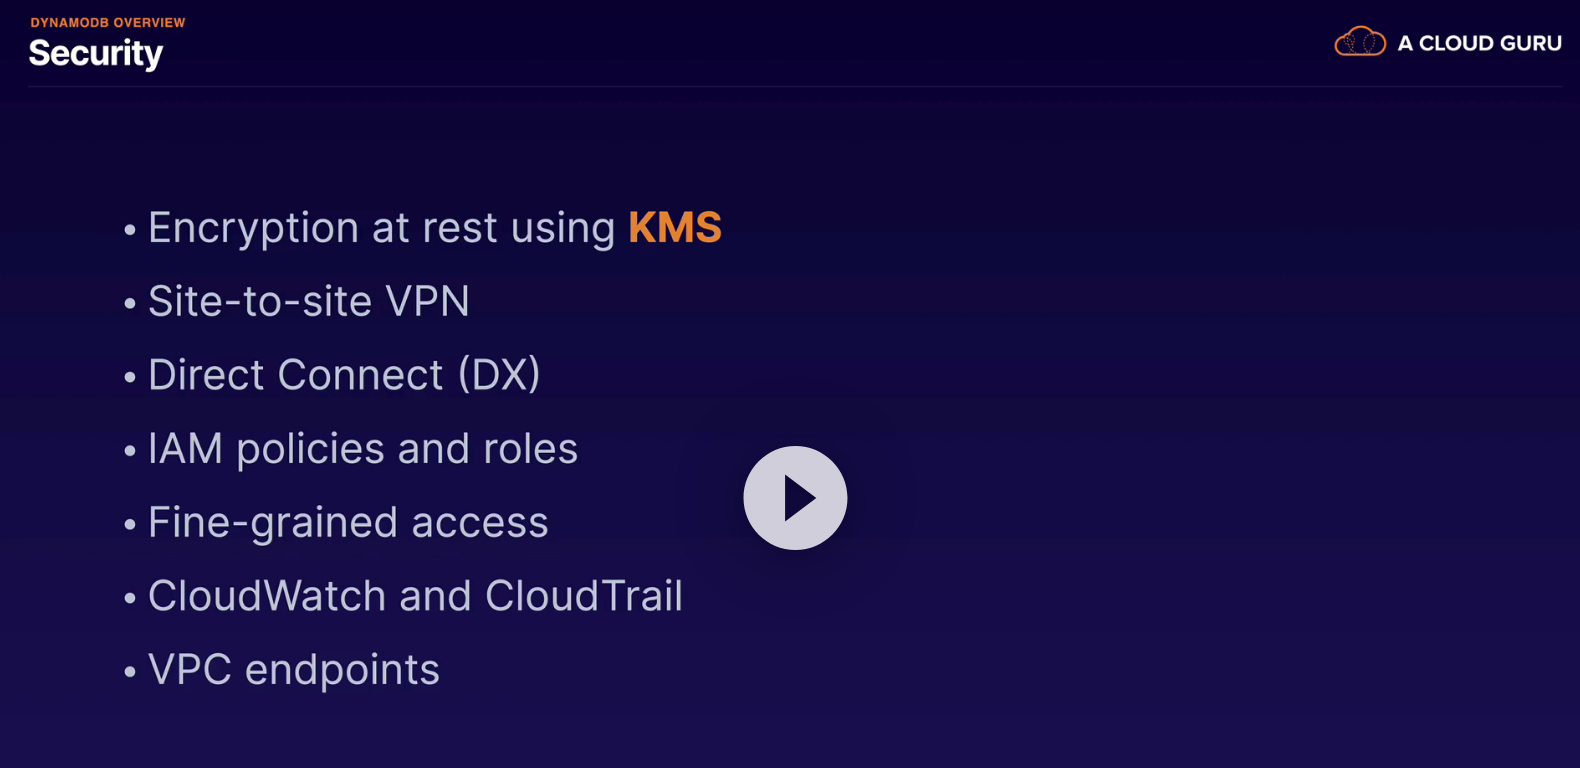 DYNAMODB OVERVIEW
Security
A CLOUD GURU
• Encryption at rest using KMS
• Site-to-site VPN
• Direct Connect (DX)
• IAM policies and roles
• Fine-grained access
• CloudWatch and CloudTrail
• VPC endpoints